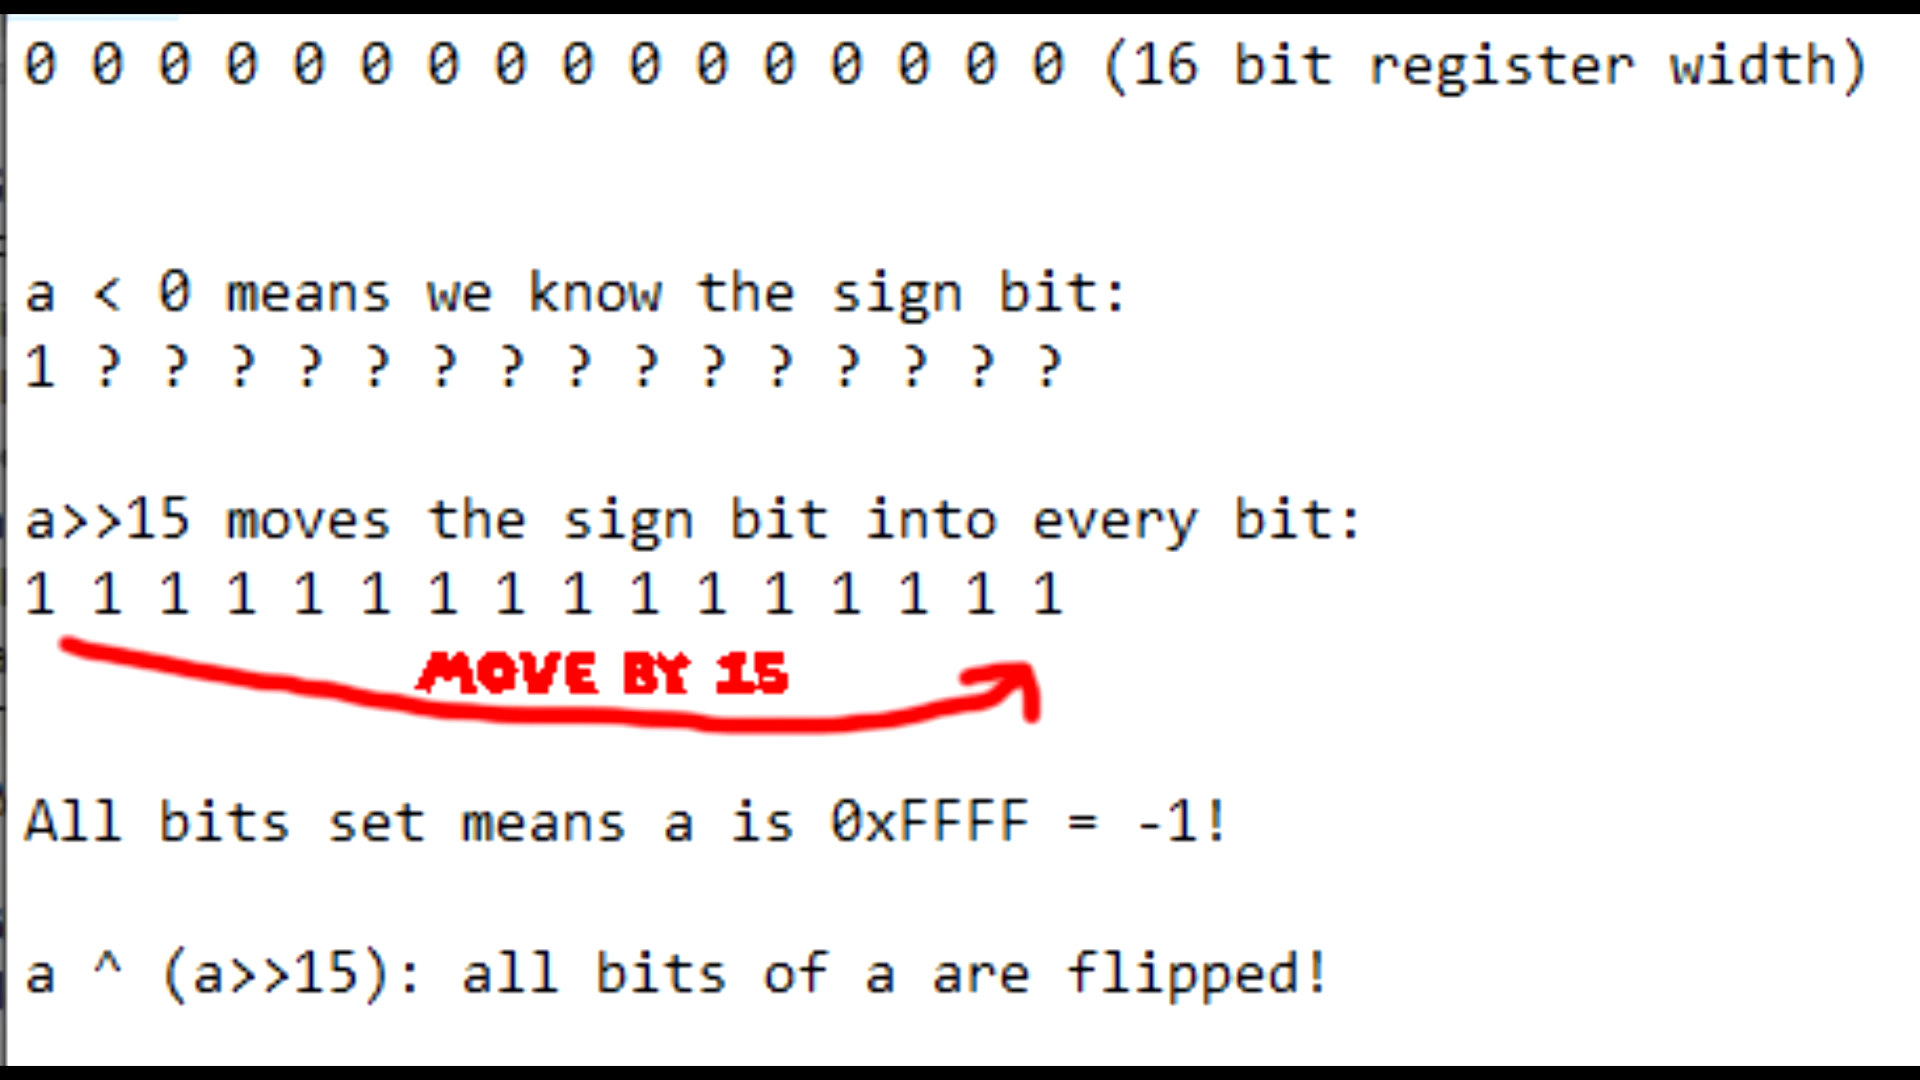 0 0 0 0 0 0 0 0 0 0 0 0 0 0 0 0 (16 bit register width)
a < 0 means we know the sign bit:
1 ? ? ? ? ? ? ? ? ? ? ? ? ? ? ?
a>>15 moves the sign bit into every bit:
1 1 1 1 1 1 1 1 1 1 1 1 1 1 1 1
MOVE BY 15
All bits set means a is 0xFFFF = -1!
a ^ (a>>15): all bits of a are flipped!